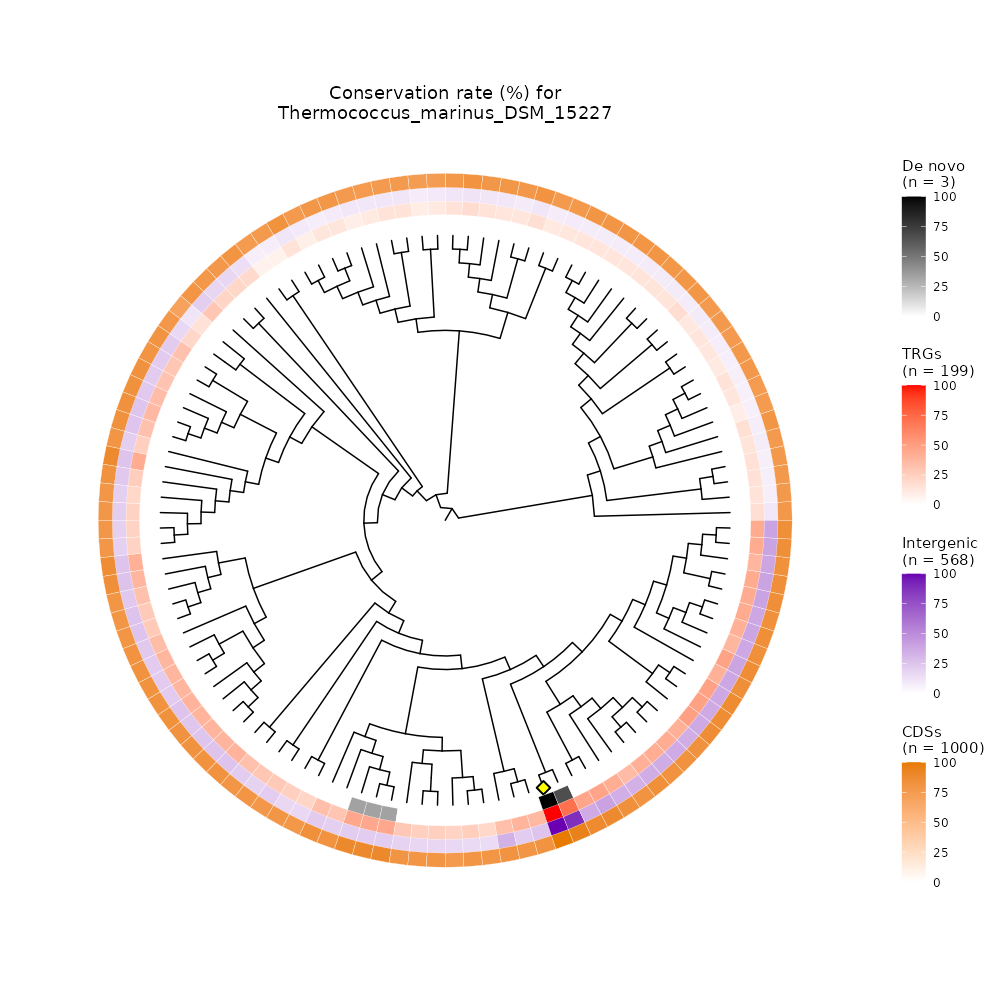 Conservation rate (%) for
Thermococcus_marinus_DSM_15227
De novo
(n = 3)
100
75
50
25
0
TRGs
(n = 199)
100
75
50
25
0
Intergenic
(n = 568)
100
75
50
25
0
CDSs
(n = 1000)
100
75
50
25
0